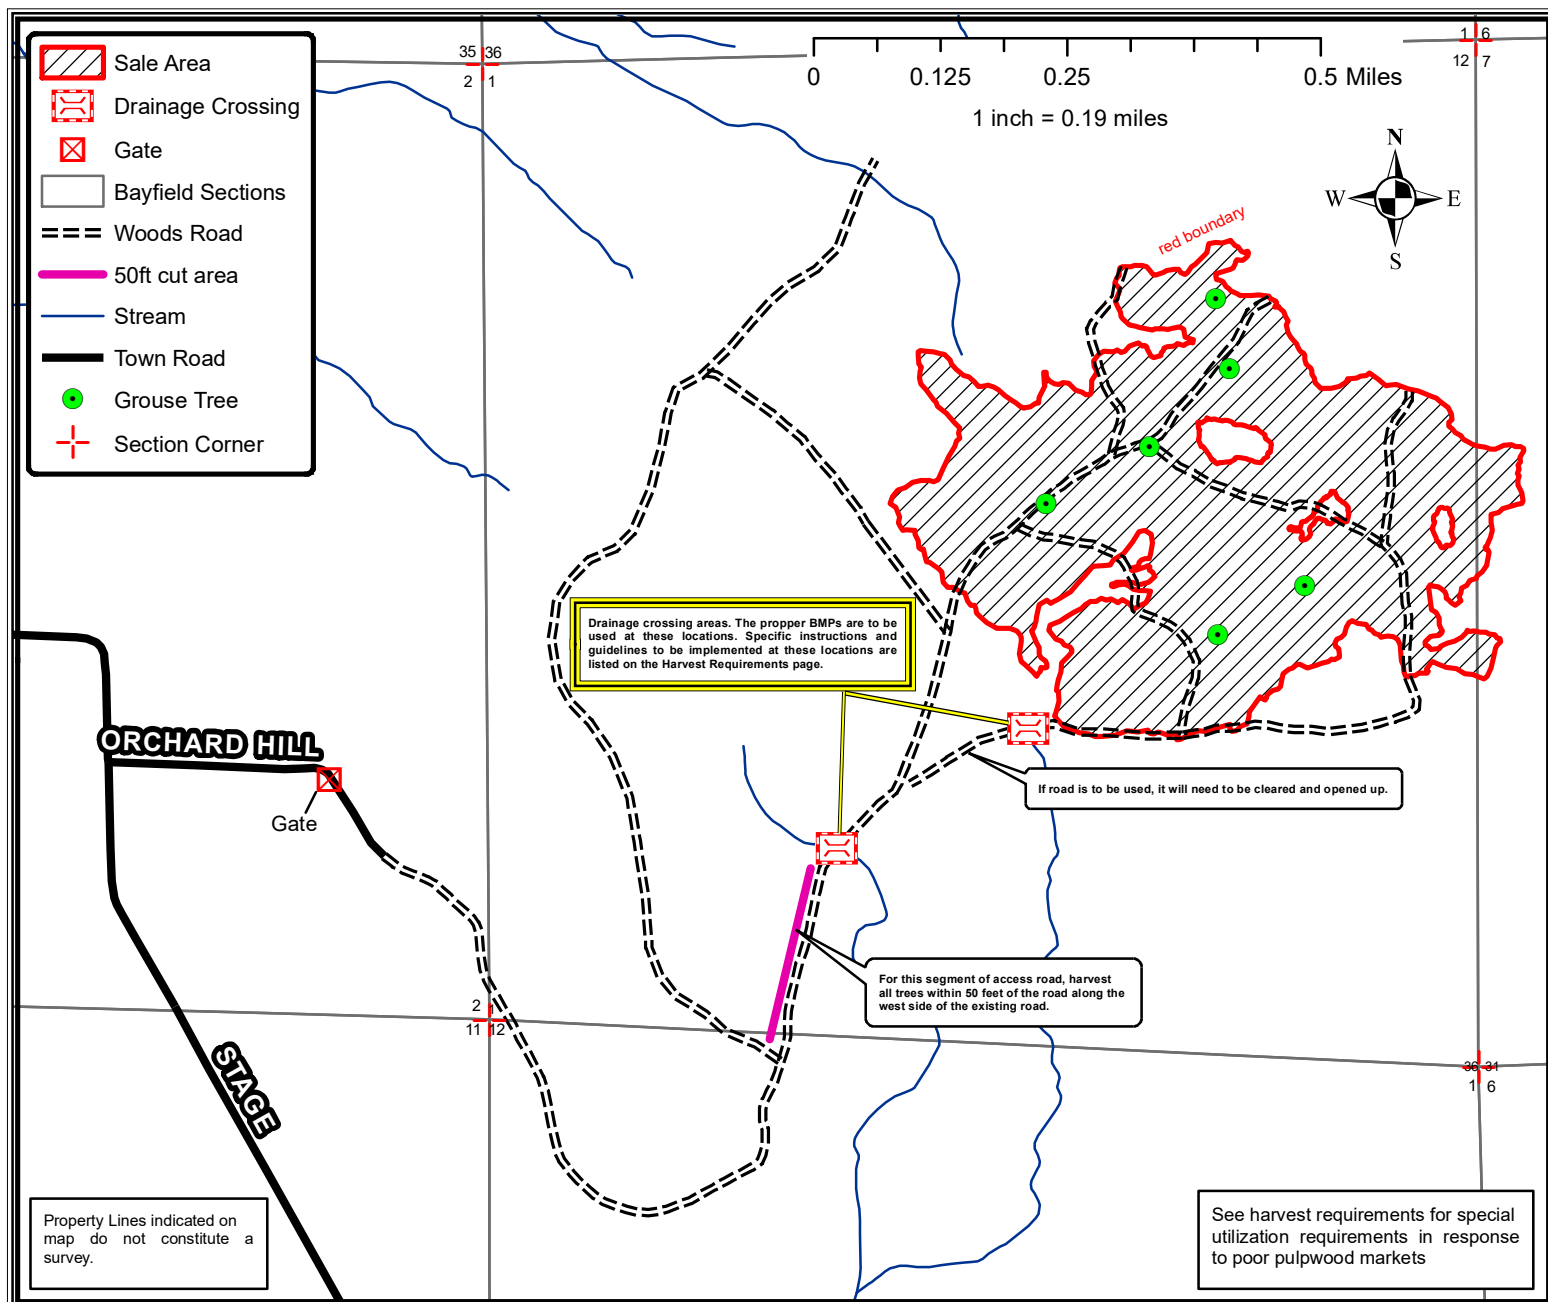 Sale Area
Drainage Crossing
Gate
Bayfield Sections
Woods Road
50ft cut area
Stream
Town Road
Grouse Tree
Section Corner
35 36
2 1
0 0.125 0.25 0.5 Miles
1 inch = 0.19 miles
1 6
12 7
N
W E
S
red boundary
Drainage crossing areas. The propper BMPs are to be
used at these locations. Specific instructions and
guidelines to be implemented at these locations are
listed on the Harvest Requirements page.
ORCHARD HILL
Gate
If road is to be used, it will need to be cleared and opened up.
For this segment of access road, harvest
all trees within 50 feet of the road along the
west side of the existing road.
2 1
11 12
36 31
1 6
STAGE
Property Lines indicated on
map do not constitute a
survey.
See harvest requirements for special
utilization requirements in response
to poor pulpwood markets